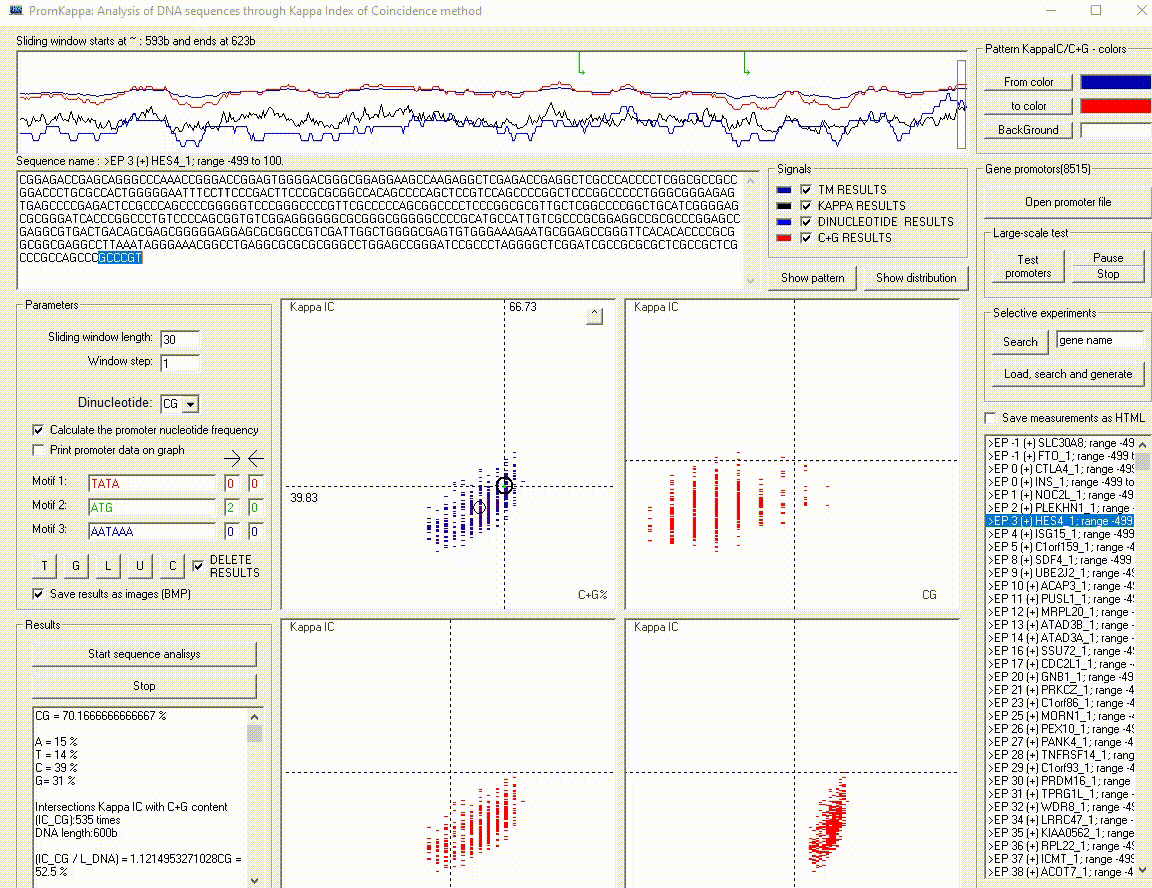 PromKappa: Analysis of DNA sequences through Kappa Index of Coincidence method
Sliding window starts at ~ : 593b and ends at 623b
Sequence name : >EP 3 (+) HES4_1; range -499 to 100.
CGGAGACCGAGCAGGGCCCAAACCGGGACCGGAGTGGGGACGGGCGGAGGAAGCCAAGAGGCTCGAGACCGAGGCTCGCCCACCCCTCGGCGCCGCC
GGACCCTGCGCCACTGGGGGAATTTCCTTCCCGACTTCCCGCGCGGCCACAGCCCCAGCTCCGTCCAGCCCCGGCTCCCGGCCCCCTGGGCGGGAGAG
TGAGCCCCGAGACTCCGCCCAGCCCCGGGGGTCCCGGGCCCCGTTCGCCCCCAGCGGCCCCTCCCGGCGCGTTGCTCGGCCCCGGCTGCATCGGGGAG
CGCGGGATCACCCGGCCCTGTCCCCAGCGGTGTCGGAGGGGGGCGCGGGCGGGGGCCCCGCATGCCATTGTCGCCCGCGGAGGCCGCGCCCGGAGCC
GAGGCGTGACTGACAGCGAGCGGGGGAGGAGCGCGGCCGTCGATTGGCTGGGGCGAGTGTGGGAAAGAATGCGGAGCCGGGTTCACACACCCCGCG
GCGGCGAGGCCTTAAATAGGGAAACGGCCTGAGGCGCGCGCGGGCCTGGAGCCGGGATCCGCCCTAGGGGCTCGGATCGCCGCGCGCTCGCCGCTCG
CCCGCCAGCCCGCCCGT
Pattern KappaIC/C+G - colors
From color
to color
BackGround
Signals
TM RESULTS
KAPPA RESULTS
DINUCLEOTIDE RESULTS
C+G RESULTS
Show pattern
Show distribution
Gene promotors(8515)
Open promoter file
Large-scale test
Test promoters
Pause
Stop
Selective experiments
Search
gene name
Load, search and generate
Save measurements as HTML
Parameters
Sliding window length: 30
Window step: 1
Dinucleotide: CG
Calculate the promoter nucleotide frequency
Print promoter data on graph
Motif 1: TATA 0 0
Motif 2: ATG 2 0
Motif 3: AATAAA 0 0
T G L U C
DELETE RESULTS
Save results as images (BMP)
Kappa IC
66.73
^
39.83
C+G%
Kappa IC
CG
Kappa IC
Kappa IC
Results
Start sequence analisys
Stop
CG = 70.1666666666667 %
A = 15 %
T = 14 %
C = 39 %
G= 31 %
Intersections Kappa IC with C+G content
(IC_CG):535 times
DNA length:600b
(IC_CG / L_DNA) = 1.1214953271028CG =
52.5 %
>EP -1 (+) SLC30A8; range -49
>EP -1 (+) FTO_1; range -499 t
>EP 0 (+) CTLA4_1; range -499
>EP 0 (+) INS_1; range -499 to
>EP 1 (+) NOC2L_1; range -49
>EP 2 (+) PLEKHN1_1; range -
>EP 3 (+) HES4_1; range -499
>EP 4 (+) ISG15_1; range -499
>EP 5 (+) C1orf159_1; range -4
>EP 8 (+) SDF4_1; range -499
>EP 9 (+) UBE2J2_1; range -49
>EP 10 (+) ACAP3_1; range -4
>EP 11 (+) PUSL1_1; range -49
>EP 12 (+) MRPL20_1; range -
>EP 13 (+) ATAD3B_1; range -
>EP 14 (+) ATAD3A_1; range -
>EP 16 (+) SSU72_1; range -4
>EP 17 (+) CDC2L1_1; range -
>EP 20 (+) GNB1_1; range -49
>EP 21 (+) PRKCZ_1; range -4
>EP 23 (+) C1orf86_1; range -4
>EP 25 (+) MORN1_1; range -
>EP 26 (+) PEX10_1; range -4
>EP 27 (+) PANK4_1; range -4
>EP 28 (+) TNFRSF14_1; rang
>EP 29 (+) C1orf93_1; range -4
>EP 30 (+) PRDM16_1; range
>EP 31 (+) TPRG1L_1; range -
>EP 32 (+) WDR8_1; range -4
>EP 34 (+) LRRC47_1; range -
>EP 35 (+) KIAA0562_1; range
>EP 36 (+) RPL22_1; range -4
>EP 37 (+) ICMT_1; range -49
>EP 38 (+) ACOT7_1; range -4